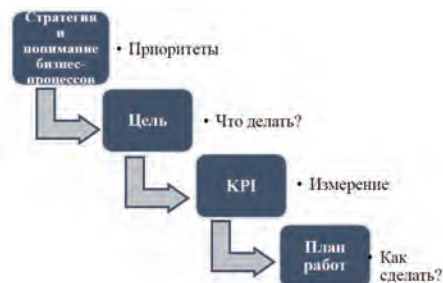 Стратегия
и
понимание
бизнес-
процессов
• Приоритеты
Цель
• Что делать?
KPI
• Измерение
План
работ
• Как
сделать?